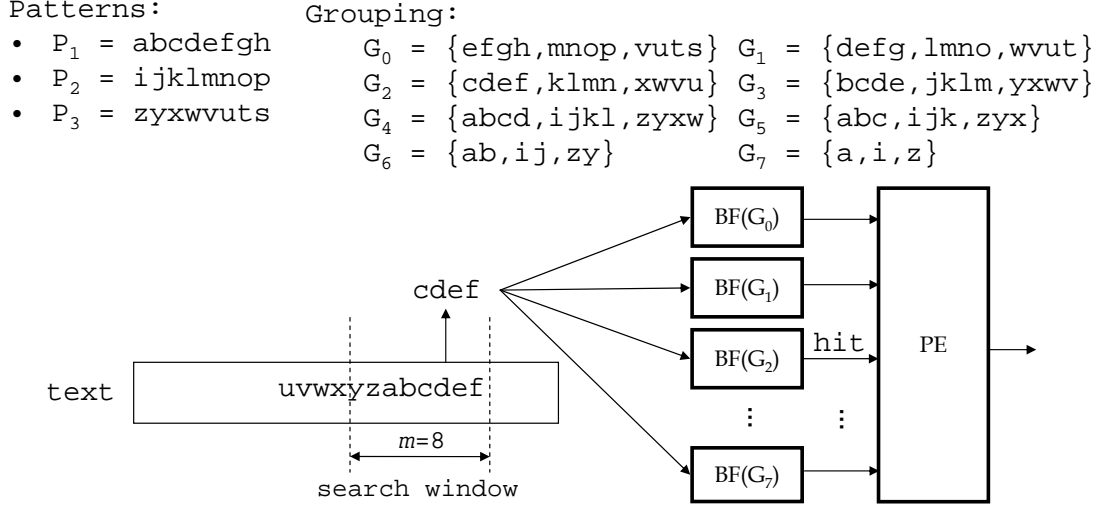 Patterns:
• P1 = abcdefgh
• P2 = ijklmnop
• P3 = zyxwvuts
Grouping:
G0 = {efgh,mnop,vuts} G1 = {defg,lmno,wvut}
G2 = {cdef,klmn,xwvu} G3 = {bcde,jklm,yxwv}
G4 = {abcd,ijkl,zyxw} G5 = {abc,ijk,zyx}
G6 = {ab,ij,zy} G7 = {a,i,z}
BF(G0)
cdef
BF(G1)
BF(G2)
hit
PE
text
uvwxyzabcdef
m=8
search window
BF(G7)